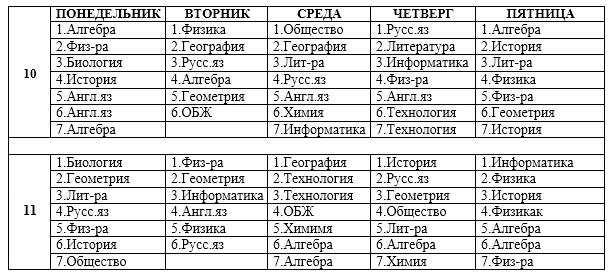 ПОНЕДЕЛЬНИК ВТОРНИК СРЕДА ЧЕТВЕРГ ПЯТНИЦА
1.Алгебра 1.Физика 1.Общество 1.Русс.яз 1.Алгебра
2.Физ-ра 2.География 2.География 2.Литература 2.История
3.Биология 3.Русс.яз 3.Лит-ра 3.Информатика 3.Лит-ра
10 4.История 4.Алгебра 4.Русс.яз 4.Физ-ра 4.Физика
5.Англ.яз 5.Геометрия 5.Англ.яз 5.Англ.яз 5.Физ-ра
6.Англ.яз 6.ОБЖ 6.Химия 6.Технология 6.Геометрия
7.Алгебра 7.Информатика 7.Технология 7.История
1.Биология 1.Физ-ра 1.География 1.История 1.Информатика
2.Геометрия 2.Геометрия 2.Технология 2.Русс.яз 2.Физика
3.Лит-ра 3.Информатика 3.Технология 3.Геометрия 3.История
11 4.Русс.яз 4.Англ.яз 4.ОБЖ 4.Общество 4.Физикак
5.Физ-ра 5.Физика 5.Химимя 5.Лит-ра 5.Алгебра
6.История 6.Русс.яз 6.Алгебра 6.Алгебра 6.Алгебра
7.Общество 7.Алгебра 7.Химия 7.Физ-ра